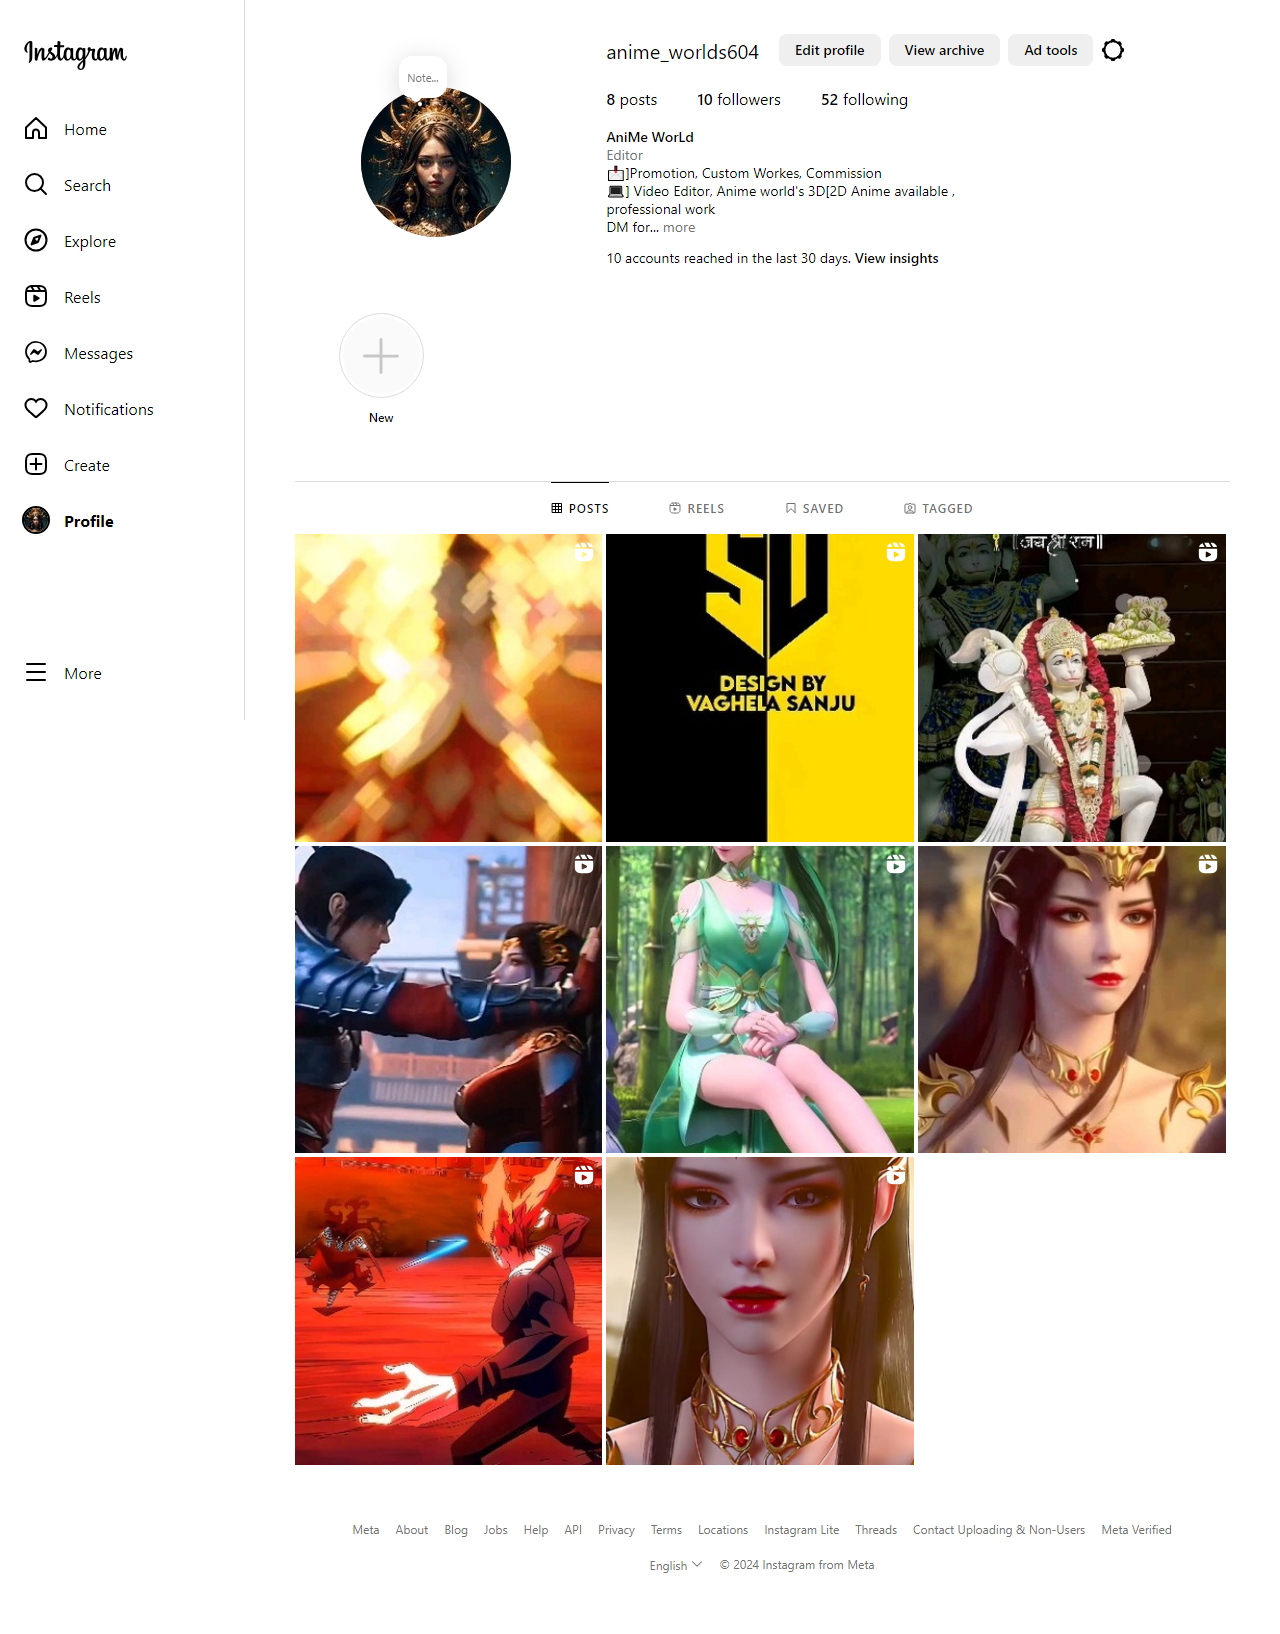 Instagram
Home
Search
Explore
Reels
Messages
Notifications
Create
Profile
More
Note...
anime_worlds604
Edit profile
View archive
Ad tools
8 posts
10 followers
52 following
AniMe WorLd
Editor
📩]Promotion, Custom Workes, Commission
💻] Video Editor, Anime world's 3D[2D Anime available ,
professional work
DM for... more
10 accounts reached in the last 30 days. View insights
New
POSTS
REELS
SAVED
TAGGED
DESIGN BY
VAGHELA SANJU
जय श्री राम॥
Meta
About
Blog
Jobs
Help
API
Privacy
Terms
Locations
Instagram Lite
Threads
Contact Uploading & Non-Users
Meta Verified
English
© 2024 Instagram from Meta